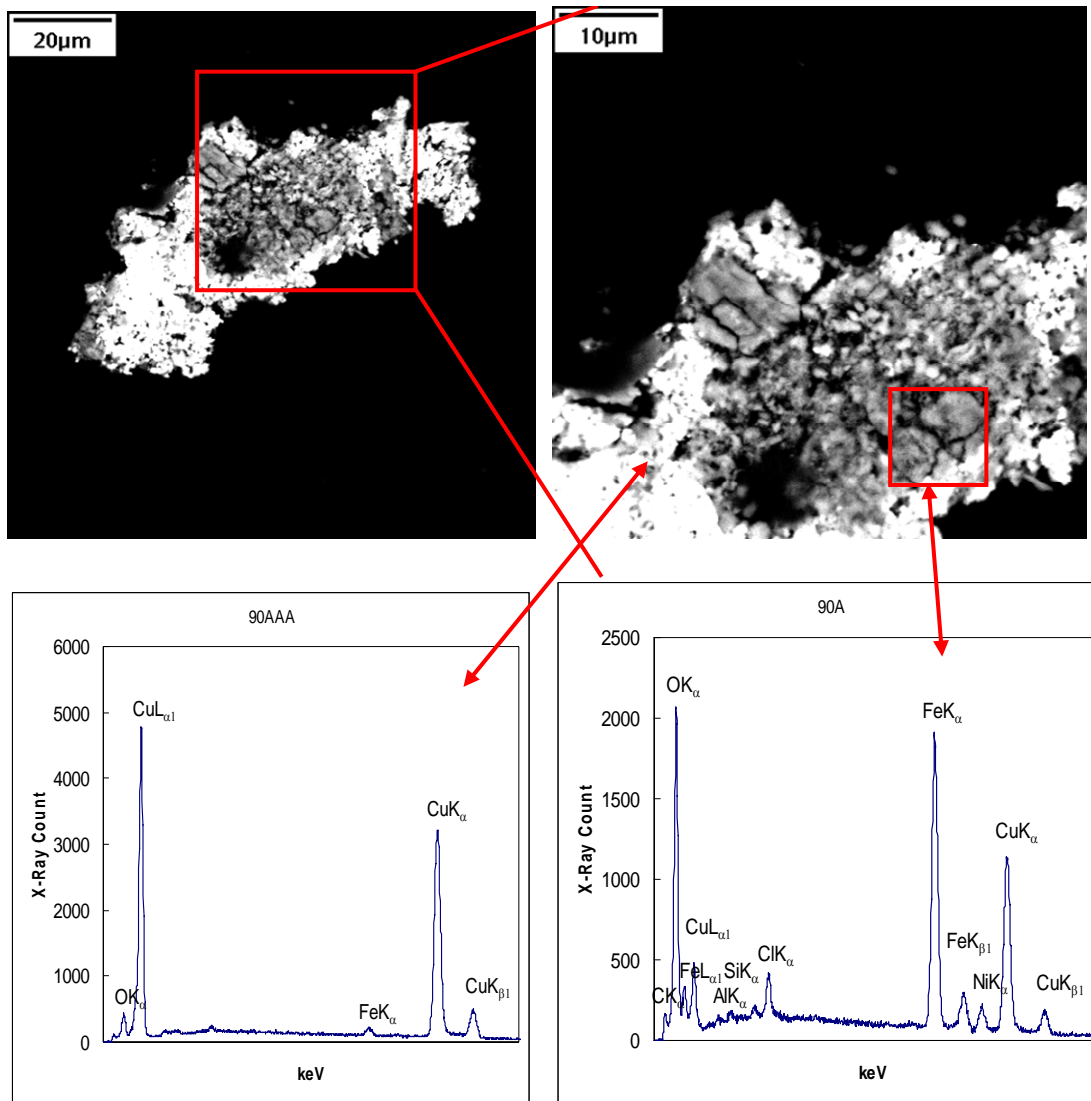 20µm
10µm
90AAA
6000
5000
4000
3000
2000
1000
0
X-Ray Count
keV
OKα
CuLα1
FeKα
CuKα
CuKβ1
90A
2500
2000
1500
1000
500
0
X-Ray Count
keV
CKα
OKα
FeLα1
CuLα1
AlKα
SiKα
ClKα
FeKα
FeKβ1
NiKα
CuKα
CuKβ1